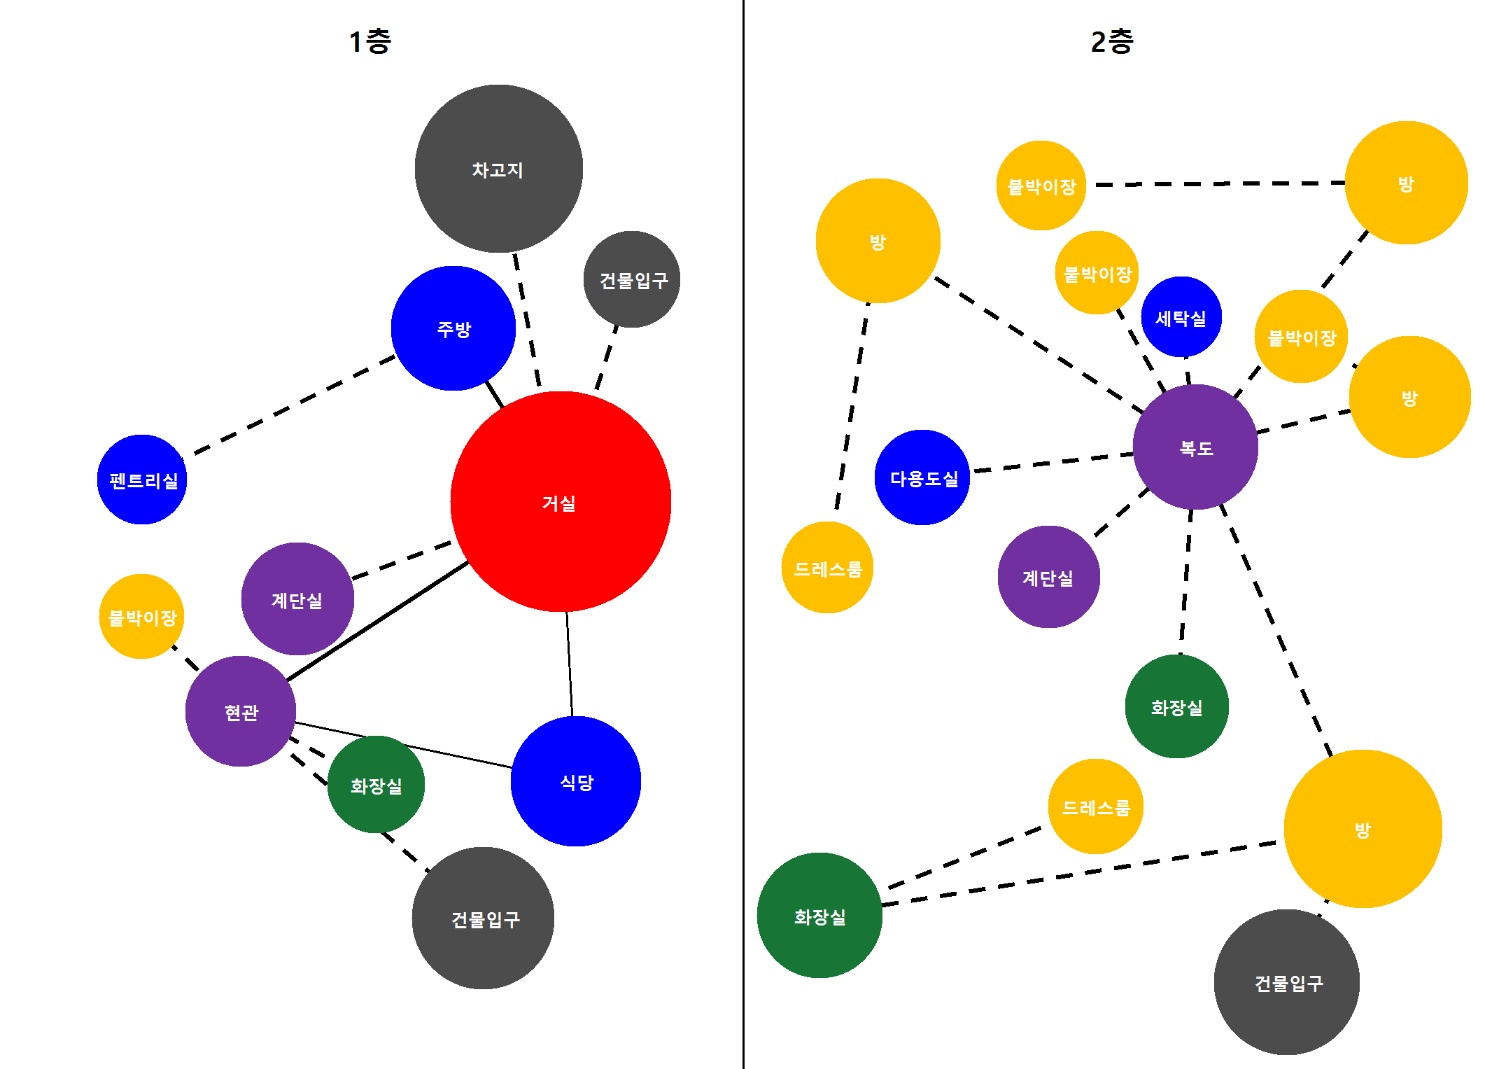 1층
차고지
건물입구
주방
펜트리실
거실
계단실
붙박이장
현관
화장실
식당
건물입구
2층
붙박이장
방
방
붙박이장
세탁실
붙박이장
방
복도
다용도실
드레스룸
계단실
화장실
드레스룸
방
화장실
건물입구